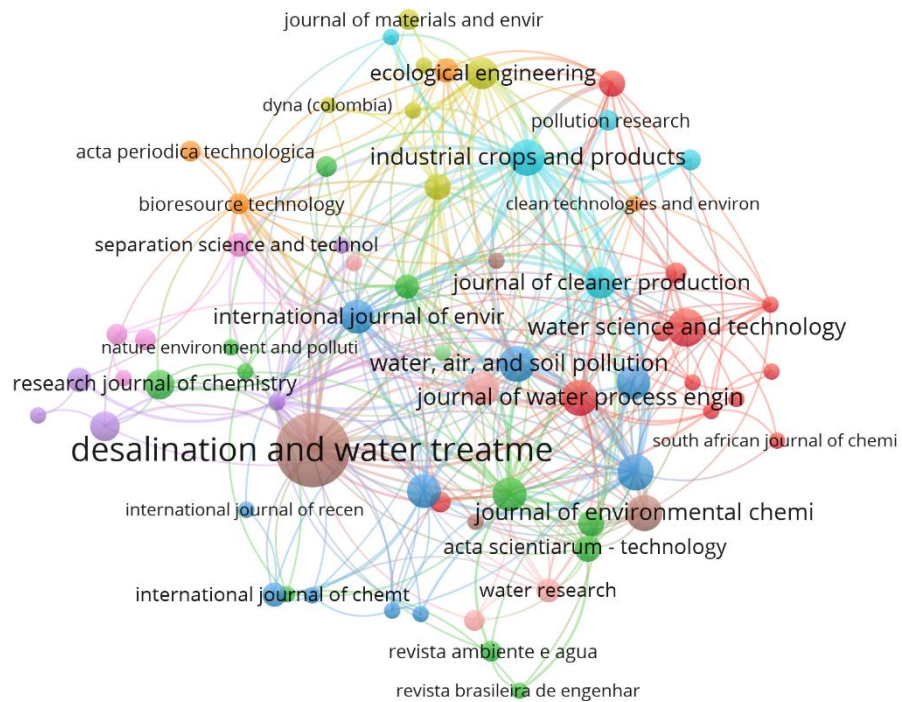 journal of materials and envir
ecological engineering
dyna (colombia)
pollution research
acta periodica technologica
industrial crops and products
bioresource technology
clean technologies and environ
separation science and technol
journal of cleaner production
international journal of envir
water science and technology
nature environment and polluti
water, air, and soil pollution
research journal of chemistry
journal of water process engin
desalination and water treatme
south african journal of chemi
international journal of recen
journal of environmental chemi
acta scientiarum - technology
international journal of chemt
water research
revista ambiente e agua
revista brasileira de engenhar